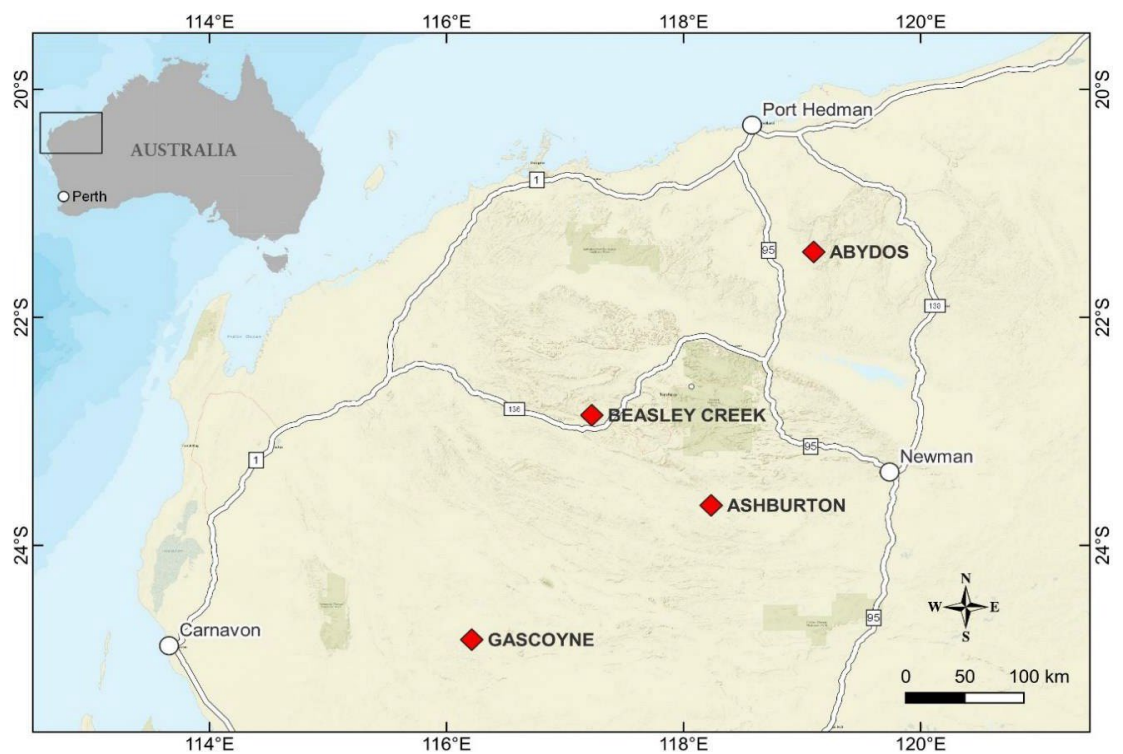 114°E 116°E 118°E 120°E
20°S
20°S
Port Hedman
AUSTRALIA
1
Perth
95
ABYDOS
22°S
138
22°S
136
BEASLEY CREEK
95
Newman
1
ASHBURTON
24°S
24°S
N
W E
S
95
Carnavon
GASCOYNE
0 50 100 km
114°E 116°E 118°E 120°E